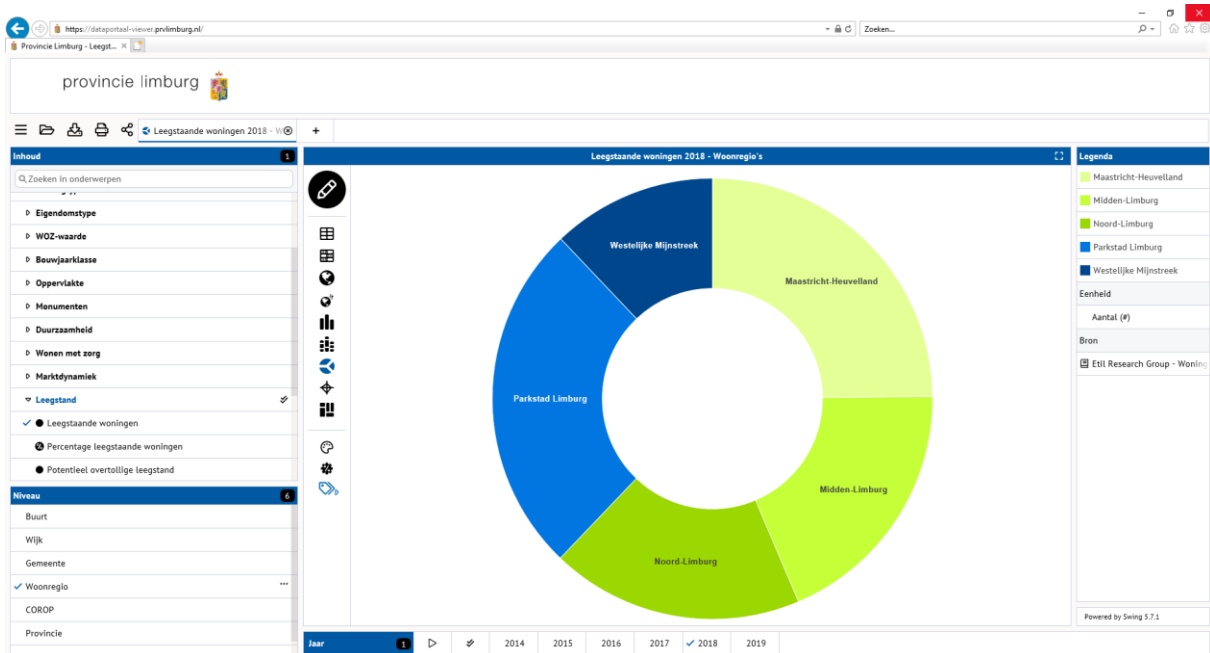 https://dataportaal-viewer.prvlimburg.nl/
Zoeken...
Provincie Limburg - Leegst...
provincie limburg
Leegstaande woningen 2018 - W
+
Inhoud 1
Zoeken in onderwerpen
Eigendomstype
WOZ-waarde
Bouwjaarklasse
Oppervlakte
Monumenten
Duurzaamheid
Wonen met zorg
Marktdynamiek
Leegstand
Leegstaande woningen
Percentage leegstaande woningen
Potentieel overtollige leegstand
Niveau 6
Buurt
Wijk
Gemeente
Woonregio ...
COROP
Provincie
Leegstaande woningen 2018 - Woonregio's
Westelijke Mijnstreek
Maastricht-Heuvelland
Parkstad Limburg
Midden-Limburg
Noord-Limburg
Jaar 1
2014 2015 2016 2017 2018 2019
Legenda
Maastricht-Heuvelland
Midden-Limburg
Noord-Limburg
Parkstad Limburg
Westelijke Mijnstreek
Eenheid
Aantal (#)
Bron
Etil Research Group - Woning
Powered by Swing 5.7.1